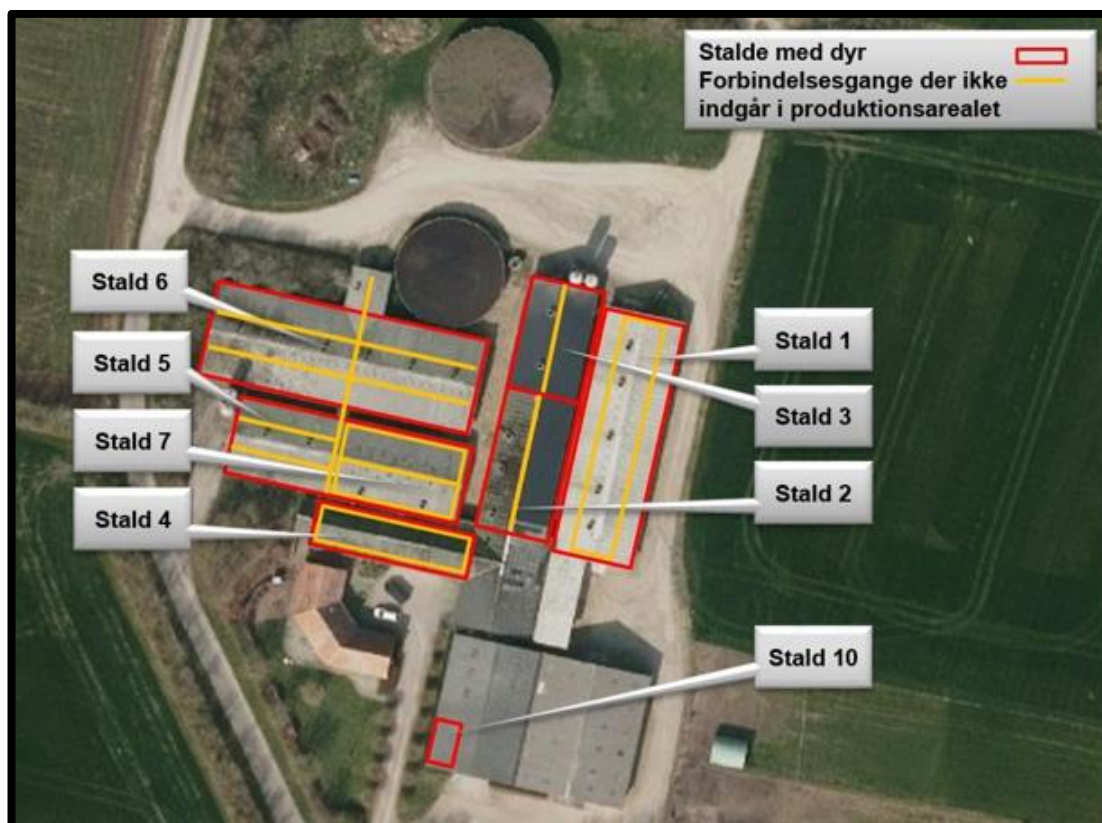 Stalde med dyr
Forbindelsesgange der ikke
indgår i produktionsarealet
Stald 6
Stald 1
Stald 5
Stald 3
Stald 7
Stald 2
Stald 4
Stald 10